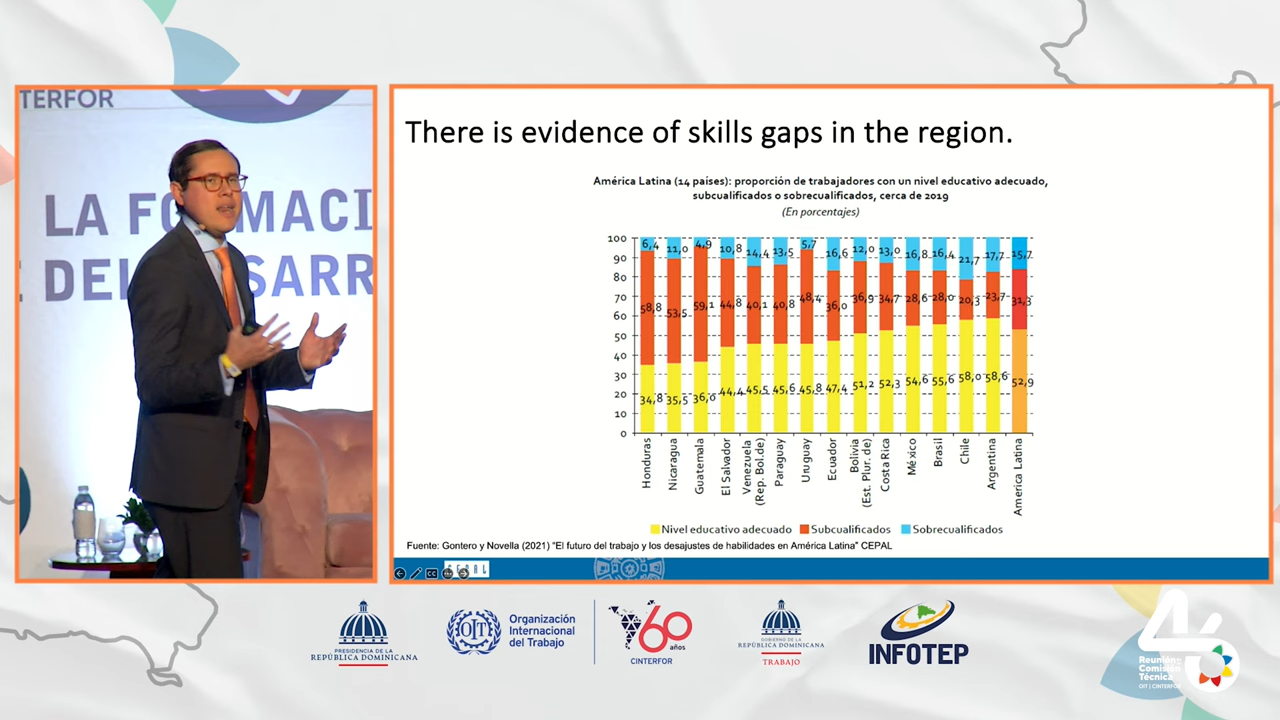 TERFOR
LA FO MACI
DE SARR
There is evidence of skills gaps in the region.
América Latina (14 países): proporción de trabajadores con un nivel educativo adecuado,
subcualificados o sobrecualificados, cerca de 2019
(En porcentajes)
100
90
80
70
60
50
40
30
20
10
0
6,4 11,0 4,9 10,8 14,4 13,5 5,7 16,6 12,0 13,0 16,8 16,4 21,7 17,7 15,7
58,8 53,5 59,1 44,8 40,1 40,8 48,4 36,0 36,9 34,7 28,6 28,0 20,3 23,7 31,3
34,8 35,5 36,0 44,4 45,5 45,6 45,8 47,4 51,2 52,3 54,6 55,6 58,0 58,6 52,9
Honduras
Nicaragua
Guatemala
El Salvador
Venezuela
(Rep. Bol.de)
Paraguay
Uruguay
Ecuador
Bolivia
(Est. Plur. de)
Costa Rica
México
Brasil
Chile
Argentina
America Latina
Nivel educativo adecuado Subcualificados Sobrecualificados
Fuente: Gontero y Novella (2021) "El futuro del trabajo y los desajustes de habilidades en América Latina" CEPAL
CEPAL
PRESIDENCIA DE LA
REPÚBLICA DOMINICANA
OIT
Organización
Internacional
del Trabajo
60
años
CINTERFOR
GOBIERNO DE LA
REPÚBLICA DOMINICANA
TRABAJO
INFOTEP
46
Reunión
Comisión
Técnica
OIT | CINTERFOR